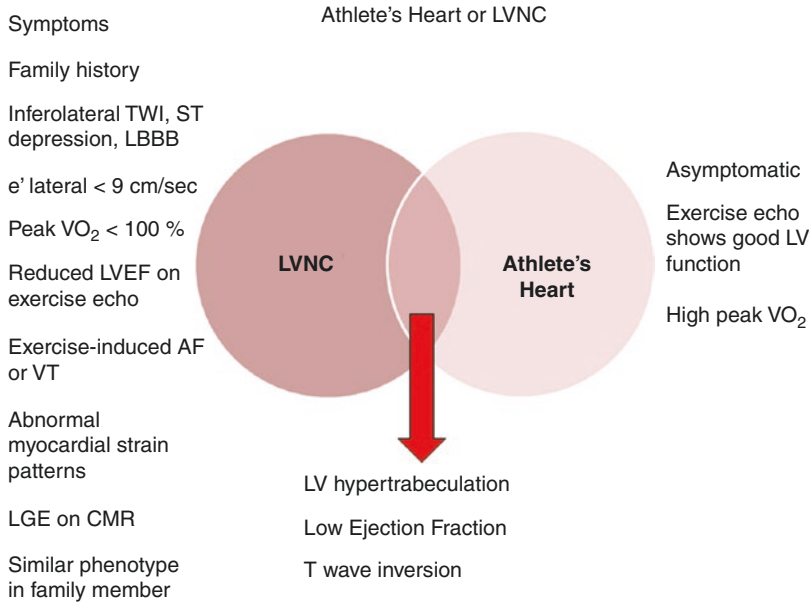 Athlete’s Heart or LVNC
Symptoms
Family history
Inferolateral TWI, ST
depression, LBBB
e’ lateral < 9 cm/sec
Peak VO₂ < 100 %
Reduced LVEF on
exercise echo
Exercise-induced AF
or VT
Abnormal
myocardial strain
patterns
LGE on CMR
Similar phenotype
in family member
LVNC
Athlete’s
Heart
Asymptomatic
Exercise echo
shows good LV
function
High peak VO₂
LV hypertrabeculation
Low Ejection Fraction
T wave inversion